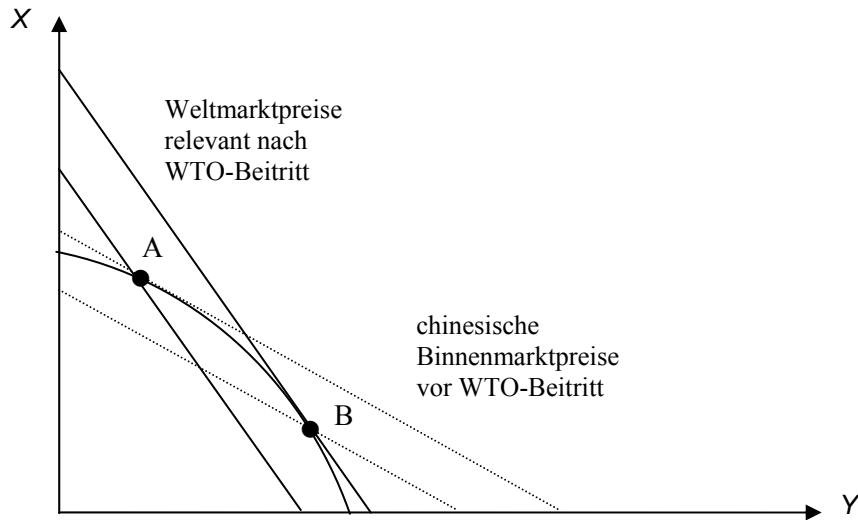 X
Weltmarktpreise
relevant nach
WTO-Beitritt
A
chinesische
Binnenmarktpreise
vor WTO-Beitritt
B
Y